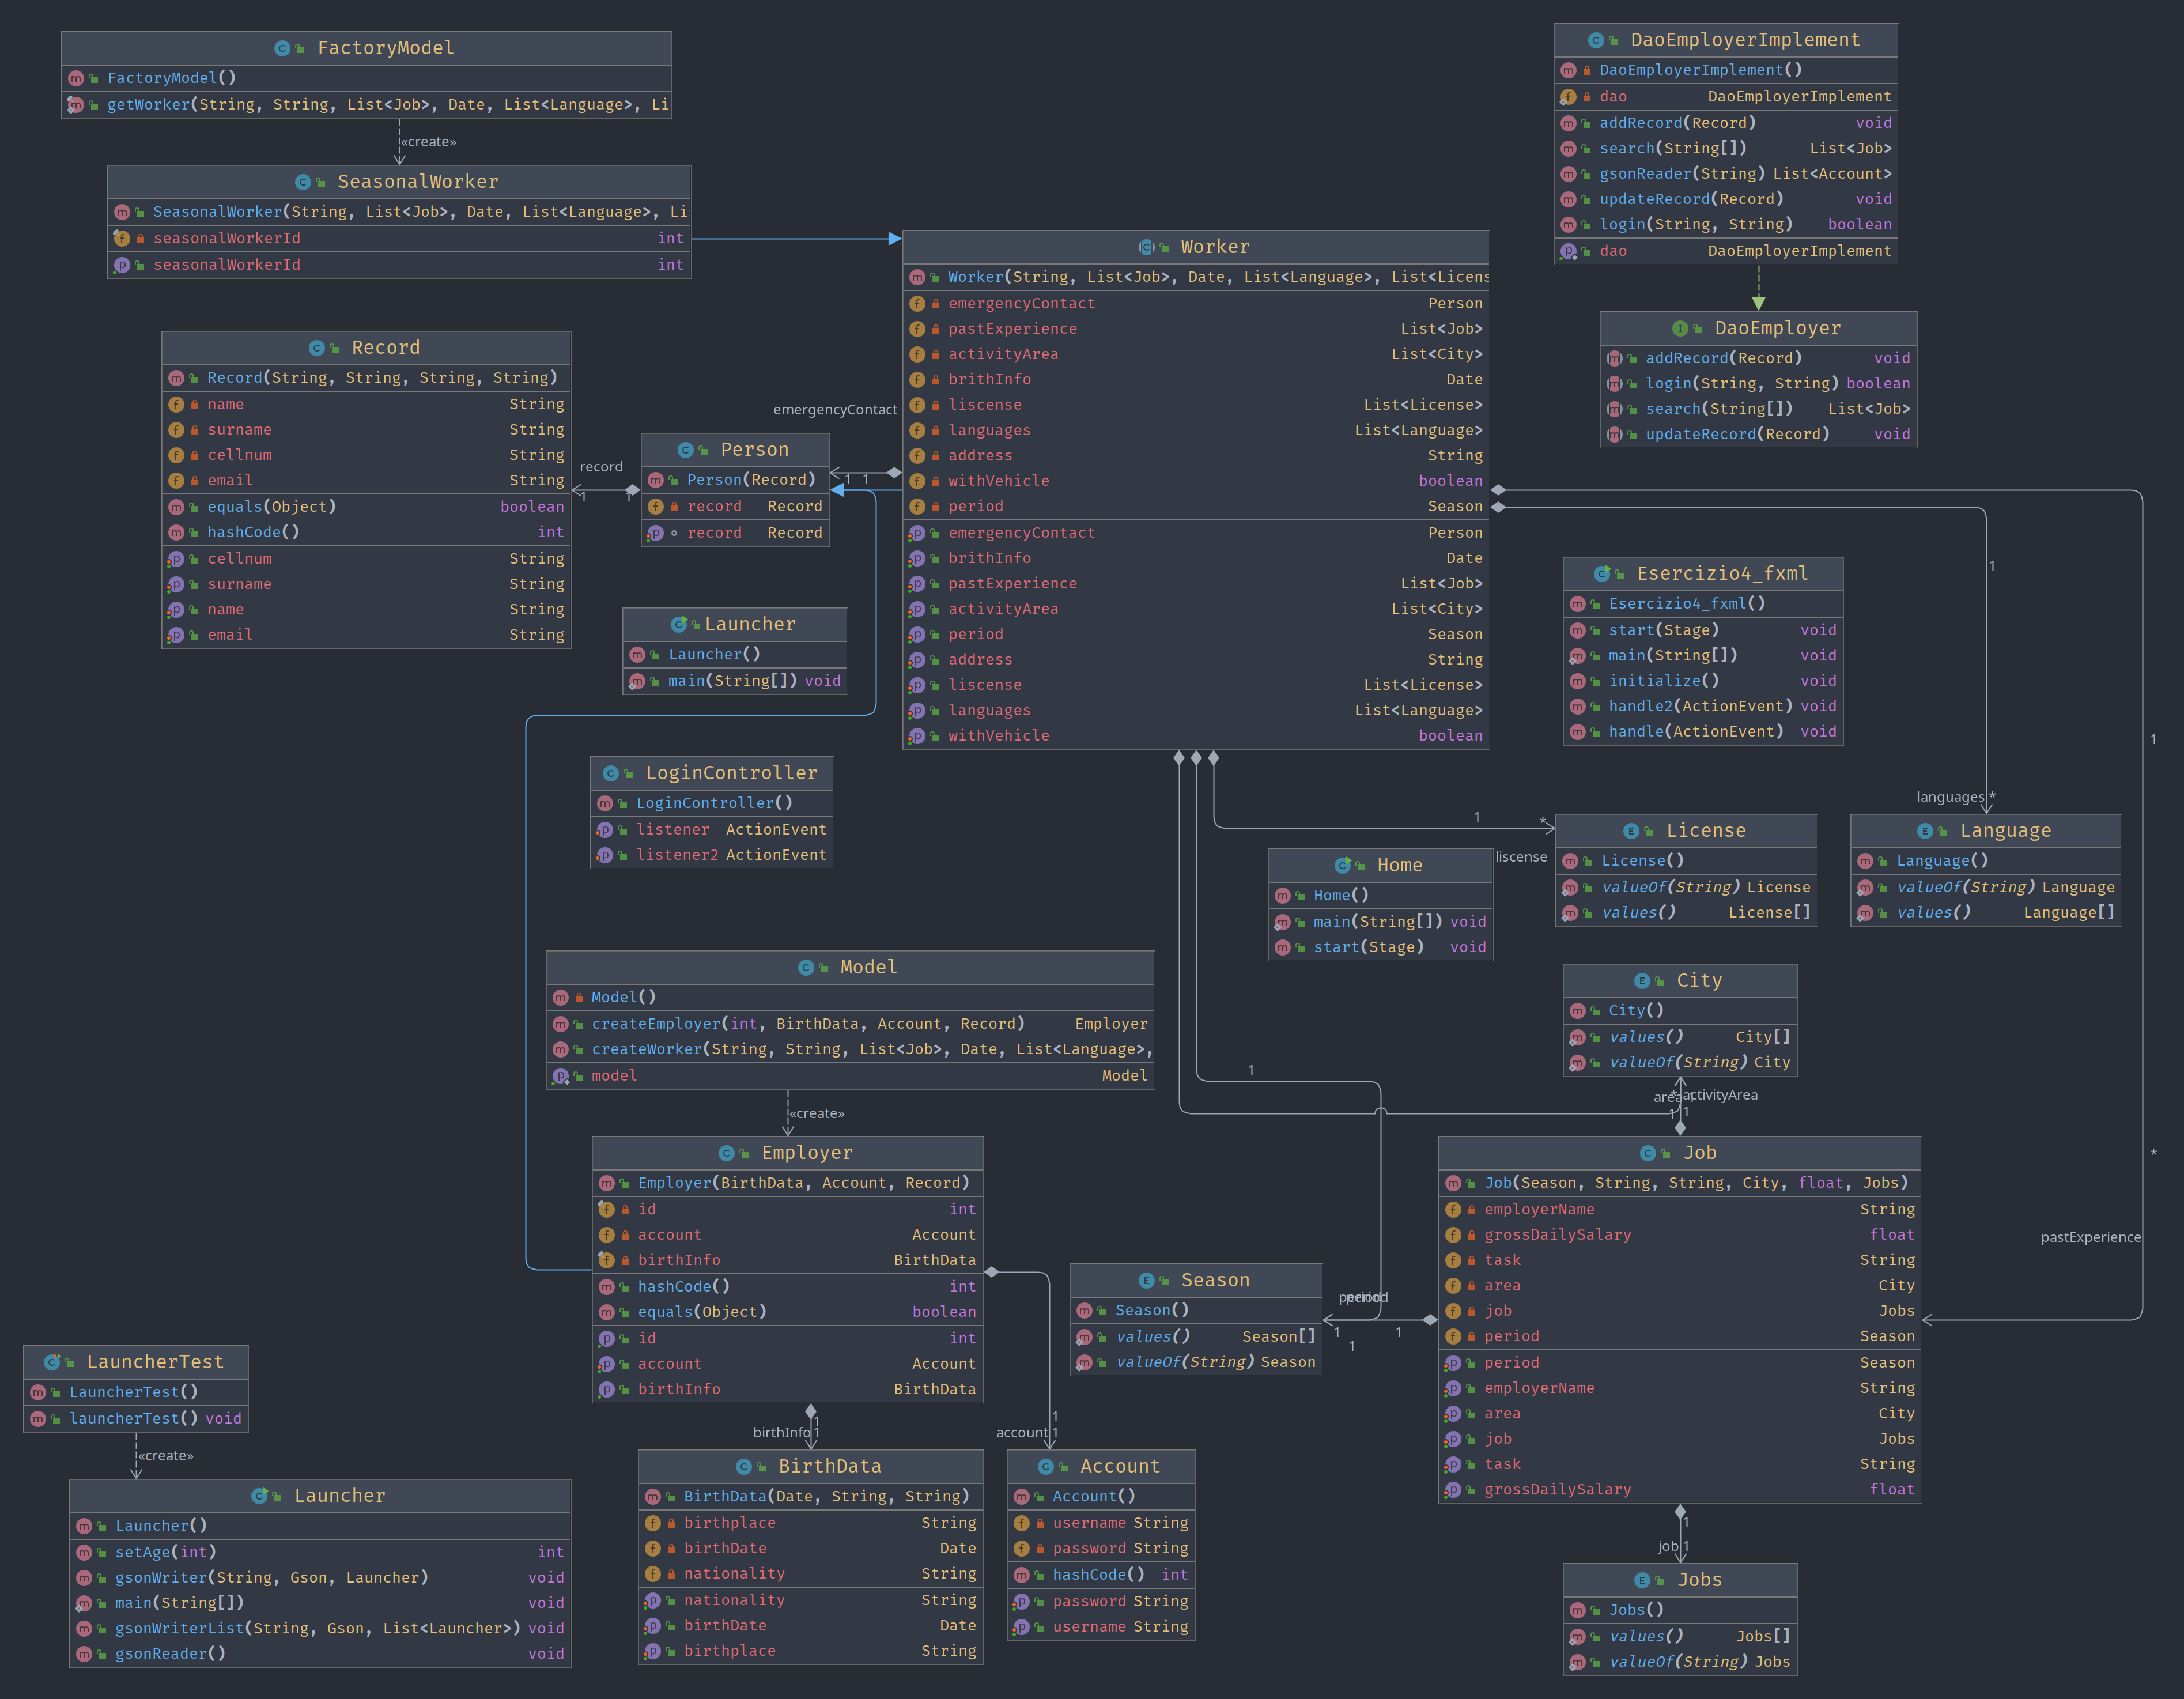 FactoryModel
FactoryModel()
getWorker(String, String, List<Job>, Date, List<Language>, Li
«create»
SeasonalWorker
SeasonalWorker(String, List<Job>, Date, List<Language>, Li
seasonalWorkerId int
seasonalWorkerId int
DaoEmployerImplement
DaoEmployerImplement()
dao DaoEmployerImplement
addRecord(Record) void
search(String[]) List<Job>
gsonReader(String) List<Account>
updateRecord(Record) void
login(String, String) boolean
dao DaoEmployerImplement
DaoEmployer
addRecord(Record) void
login(String, String) boolean
search(String[]) List<Job>
updateRecord(Record) void
Worker
Worker(String, List<Job>, Date, List<Language>, List<Licens
emergencyContact Person
pastExperience List<Job>
activityArea List<City>
brithInfo Date
liscense List<License>
languages List<Language>
address String
withVehicle boolean
period Season
emergencyContact Person
brithInfo Date
pastExperience List<Job>
activityArea List<City>
period Season
address String
liscense List<License>
languages List<Language>
withVehicle boolean
Record
Record(String, String, String, String)
name String
surname String
cellnum String
email String
equals(Object) boolean
hashCode() int
cellnum String
surname String
name String
email String
emergencyContact
1 1
record
1 1
Person
Person(Record)
record Record
record Record
Launcher
Launcher()
main(String[]) void
Esercizio4_fxml
Esercizio4_fxml()
start(Stage) void
main(String[]) void
initialize() void
handle2(ActionEvent) void
handle(ActionEvent) void
1
1
LoginController
LoginController()
listener ActionEvent
listener2 ActionEvent
languages *
1 *
liscense
License
License()
valueOf(String) License
values() License[]
Language
Language()
valueOf(String) Language
values() Language[]
Home
Home()
main(String[]) void
start(Stage) void
Model
Model()
createEmployer(int, BirthData, Account, Record) Employer
createWorker(String, String, List<Job>, Date, List<Language>,
model Model
«create»
City
City()
values() City[]
valueOf(String) City
1
area
* activityArea
1
1 1
*
pastExperience
Employer
Employer(BirthData, Account, Record)
id int
account Account
birthInfo BirthData
hashCode() int
equals(Object) boolean
id int
account Account
birthInfo BirthData
Job
Job(Season, String, String, City, float, Jobs)
employerName String
grossDailySalary float
task String
area City
job Jobs
period Season
period Season
employerName String
area City
job Jobs
task String
grossDailySalary float
Season
Season()
values() Season[]
valueOf(String) Season
period
period
1 1
1
LauncherTest
LauncherTest()
launcherTest() void
«create»
Launcher
Launcher()
setAge(int) int
gsonWriter(String, Gson, Launcher) void
main(String[]) void
gsonWriterList(String, Gson, List<Launcher>) void
gsonReader() void
1
birthInfo 1
1
account 1
BirthData
BirthData(Date, String, String)
birthplace String
birthDate Date
nationality String
nationality String
birthDate Date
birthplace String
Account
Account()
username String
password String
hashCode() int
password String
username String
1
job 1
Jobs
Jobs()
values() Jobs[]
valueOf(String) Jobs